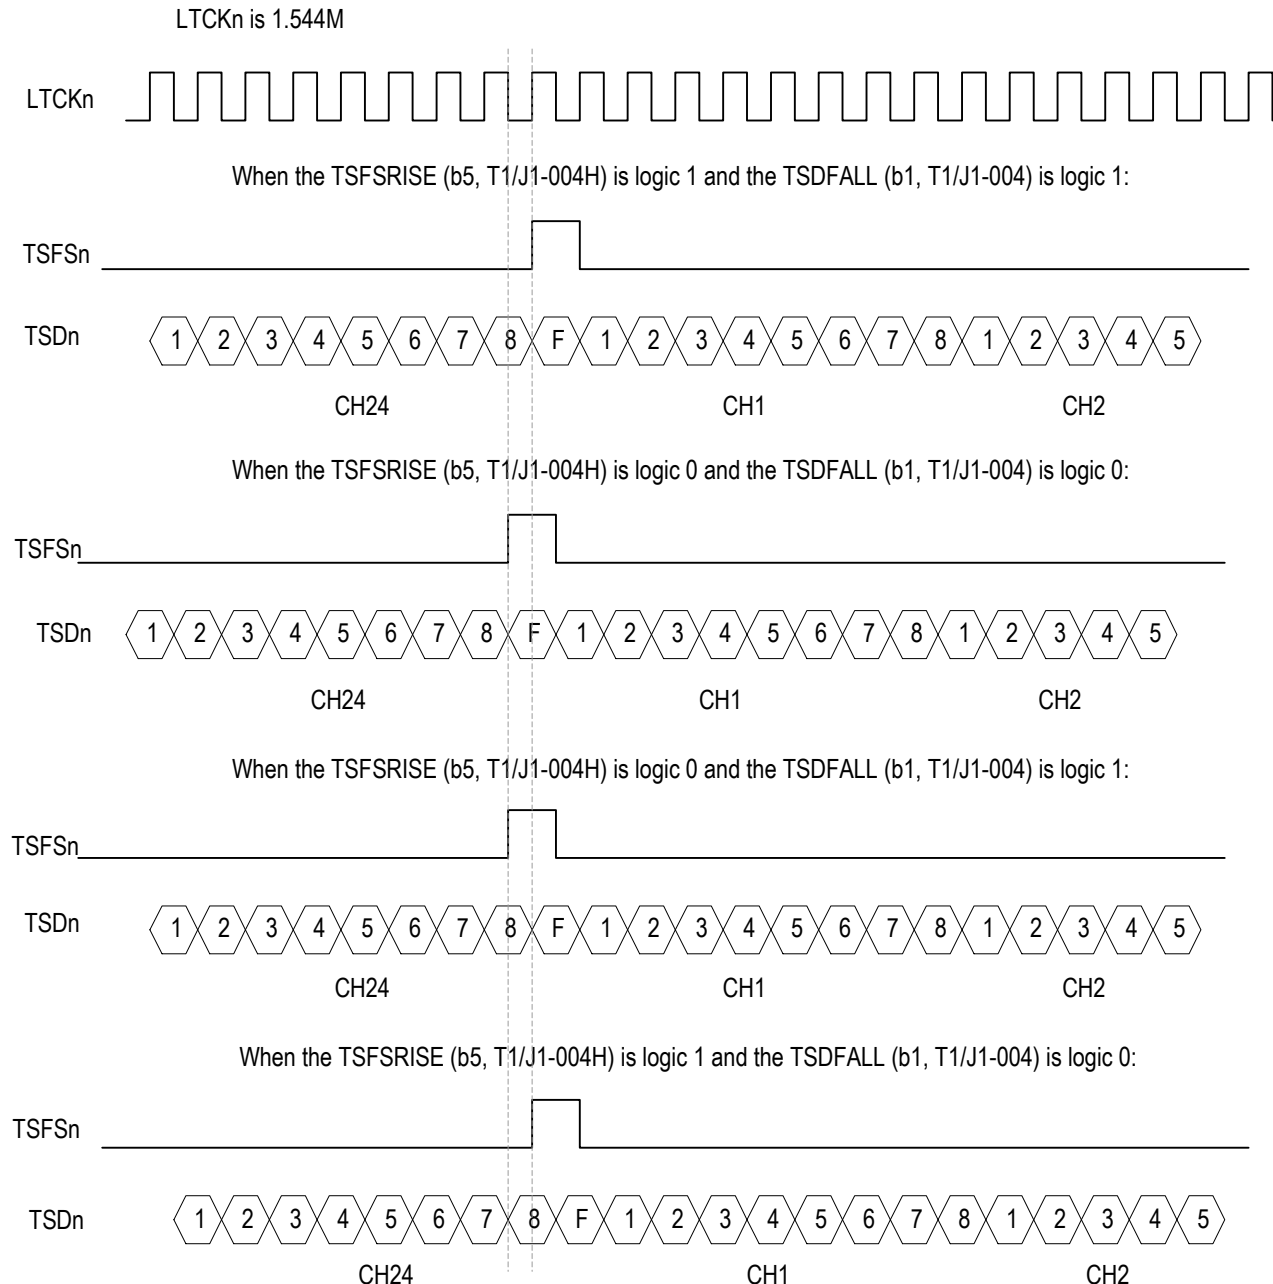 LTCKn is 1.544M
LTCKn
When the TSFSRISE (b5, T1/J1-004H) is logic 1 and the TSDFALL (b1, T1/J1-004) is logic 1:
TSFSn
TSDn 1 2 3 4 5 6 7 8 F 1 2 3 4 5 6 7 8 1 2 3 4 5
CH24 CH1 CH2
When the TSFSRISE (b5, T1/J1-004H) is logic 0 and the TSDFALL (b1, T1/J1-004) is logic 0:
TSFSn
TSDn 1 2 3 4 5 6 7 8 F 1 2 3 4 5 6 7 8 1 2 3 4 5
CH24 CH1 CH2
When the TSFSRISE (b5, T1/J1-004H) is logic 0 and the TSDFALL (b1, T1/J1-004) is logic 1:
TSFSn
TSDn 1 2 3 4 5 6 7 8 F 1 2 3 4 5 6 7 8 1 2 3 4 5
CH24 CH1 CH2
When the TSFSRISE (b5, T1/J1-004H) is logic 1 and the TSDFALL (b1, T1/J1-004) is logic 0:
TSFSn
TSDn 1 2 3 4 5 6 7 8 F 1 2 3 4 5 6 7 8 1 2 3 4 5
CH24 CH1 CH2